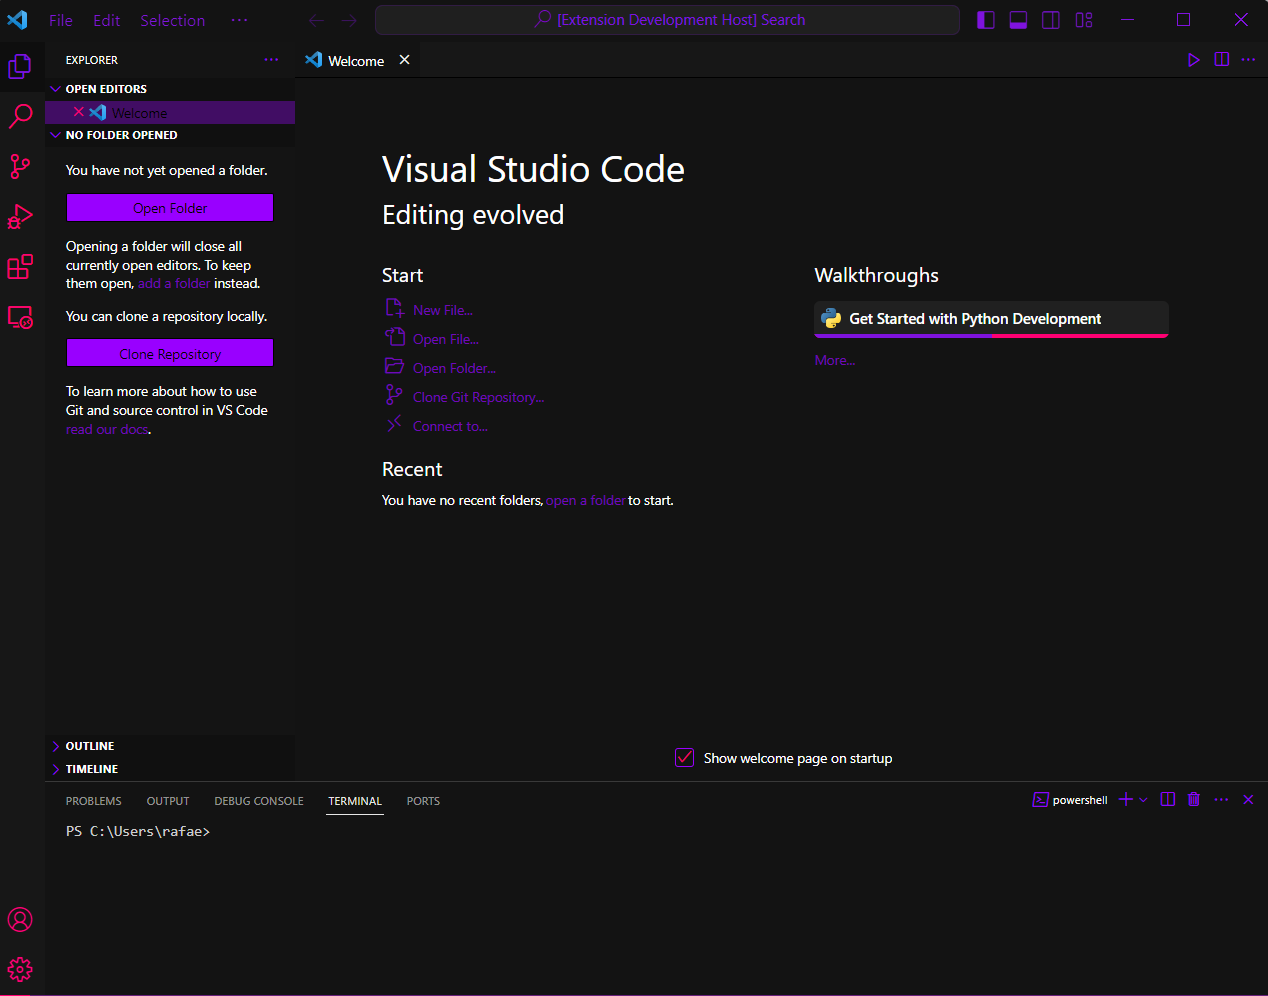 File Edit Selection ···
[Extension Development Host] Search
EXPLORER ···
Welcome
OPEN EDITORS
Welcome
NO FOLDER OPENED
You have not yet opened a folder.
Open Folder
Opening a folder will close all
currently open editors. To keep
them open, add a folder instead.
You can clone a repository locally.
Clone Repository
To learn more about how to use
Git and source control in VS Code
read our docs.
OUTLINE
TIMELINE
Visual Studio Code
Editing evolved
Start
New File...
Open File...
Open Folder...
Clone Git Repository...
Connect to...
Recent
You have no recent folders, open a folder to start.
Walkthroughs
Get Started with Python Development
More...
Show welcome page on startup
PROBLEMS OUTPUT DEBUG CONSOLE TERMINAL PORTS
powershell
PS C:\Users\rafae>